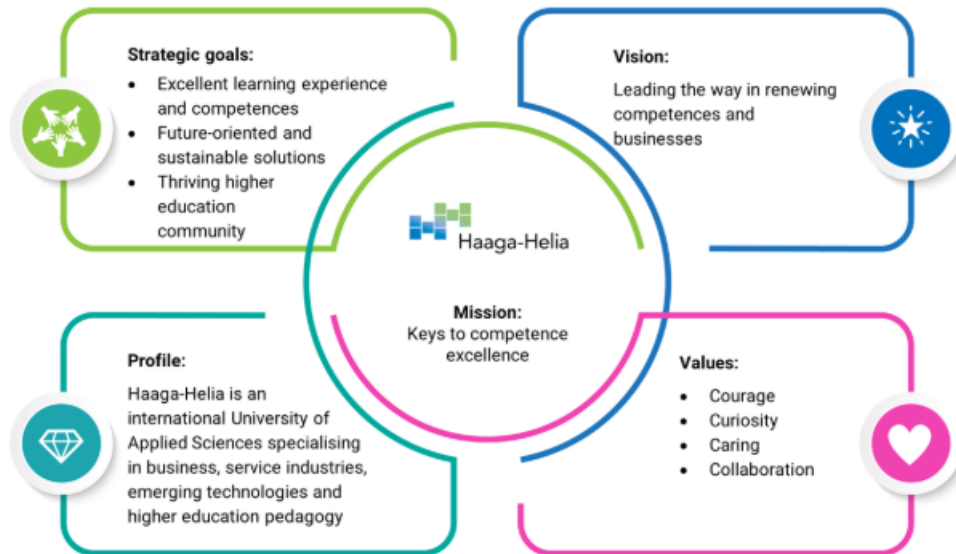 Strategic goals:
• Excellent learning experience
and competences
• Future-oriented and
sustainable solutions
• Thriving higher
education
community
Vision:
Leading the way in renewing
competences and
businesses
Haaga-Helia
Mission:
Keys to competence
excellence
Profile:
Haaga-Helia is an
international University of
Applied Sciences specialising
in business, service industries,
emerging technologies and
higher education pedagogy
Values:
• Courage
• Curiosity
• Caring
• Collaboration